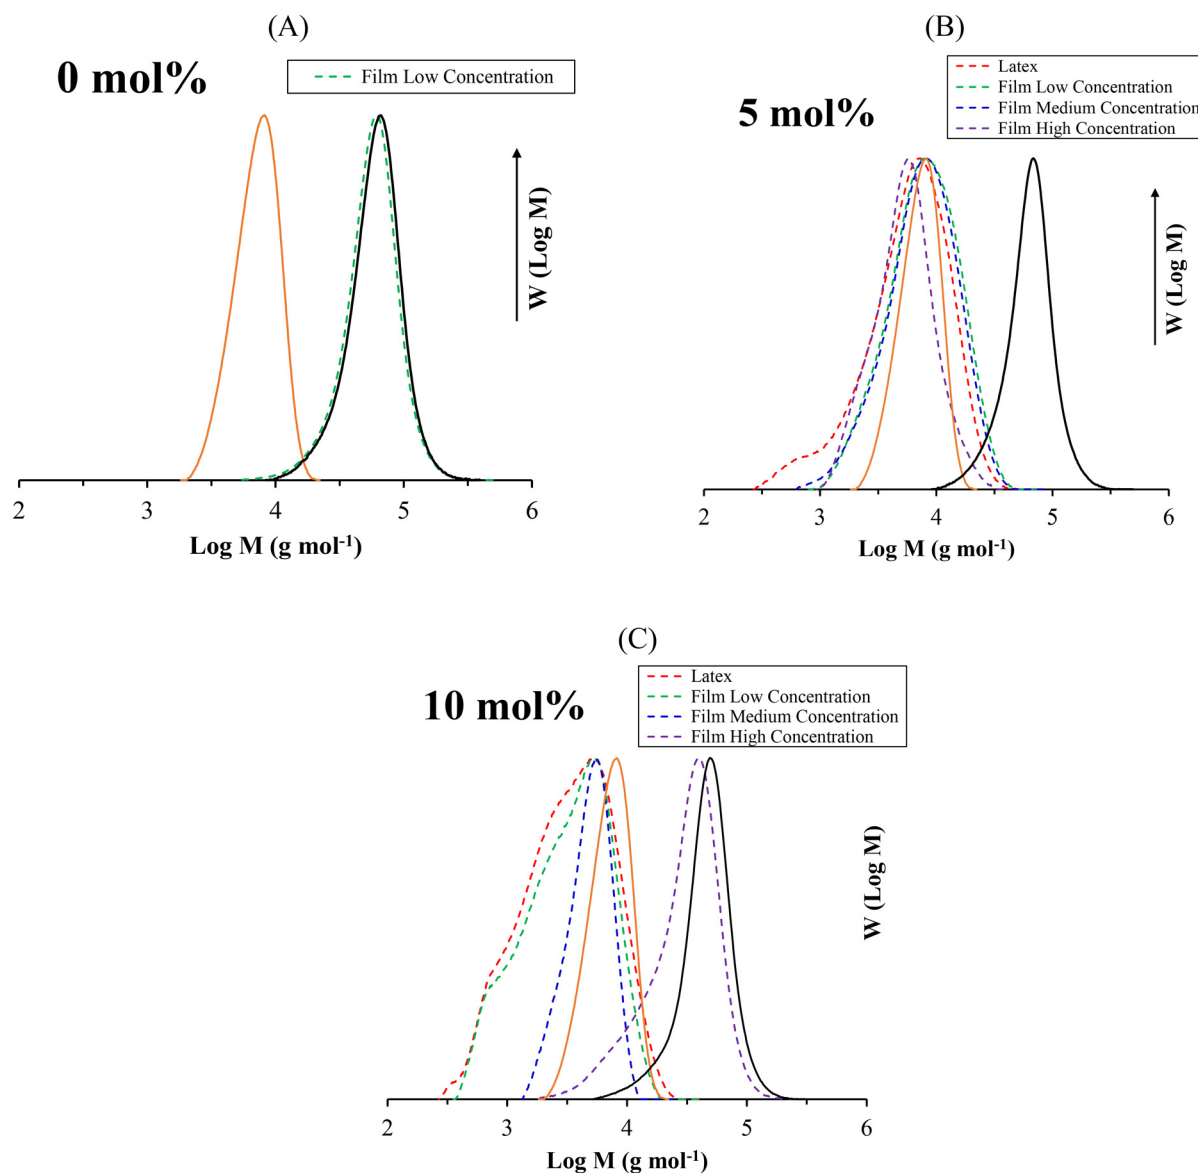 (A)
0 mol%
Film Low Concentration
W (Log M)
2 3 4 5 6
Log M (g mol⁻¹)
(B)
5 mol%
Latex
Film Low Concentration
Film Medium Concentration
Film High Concentration
W (Log M)
2 3 4 5 6
Log M (g mol⁻¹)
(C)
10 mol%
Latex
Film Low Concentration
Film Medium Concentration
Film High Concentration
W (Log M)
2 3 4 5 6
Log M (g mol⁻¹)